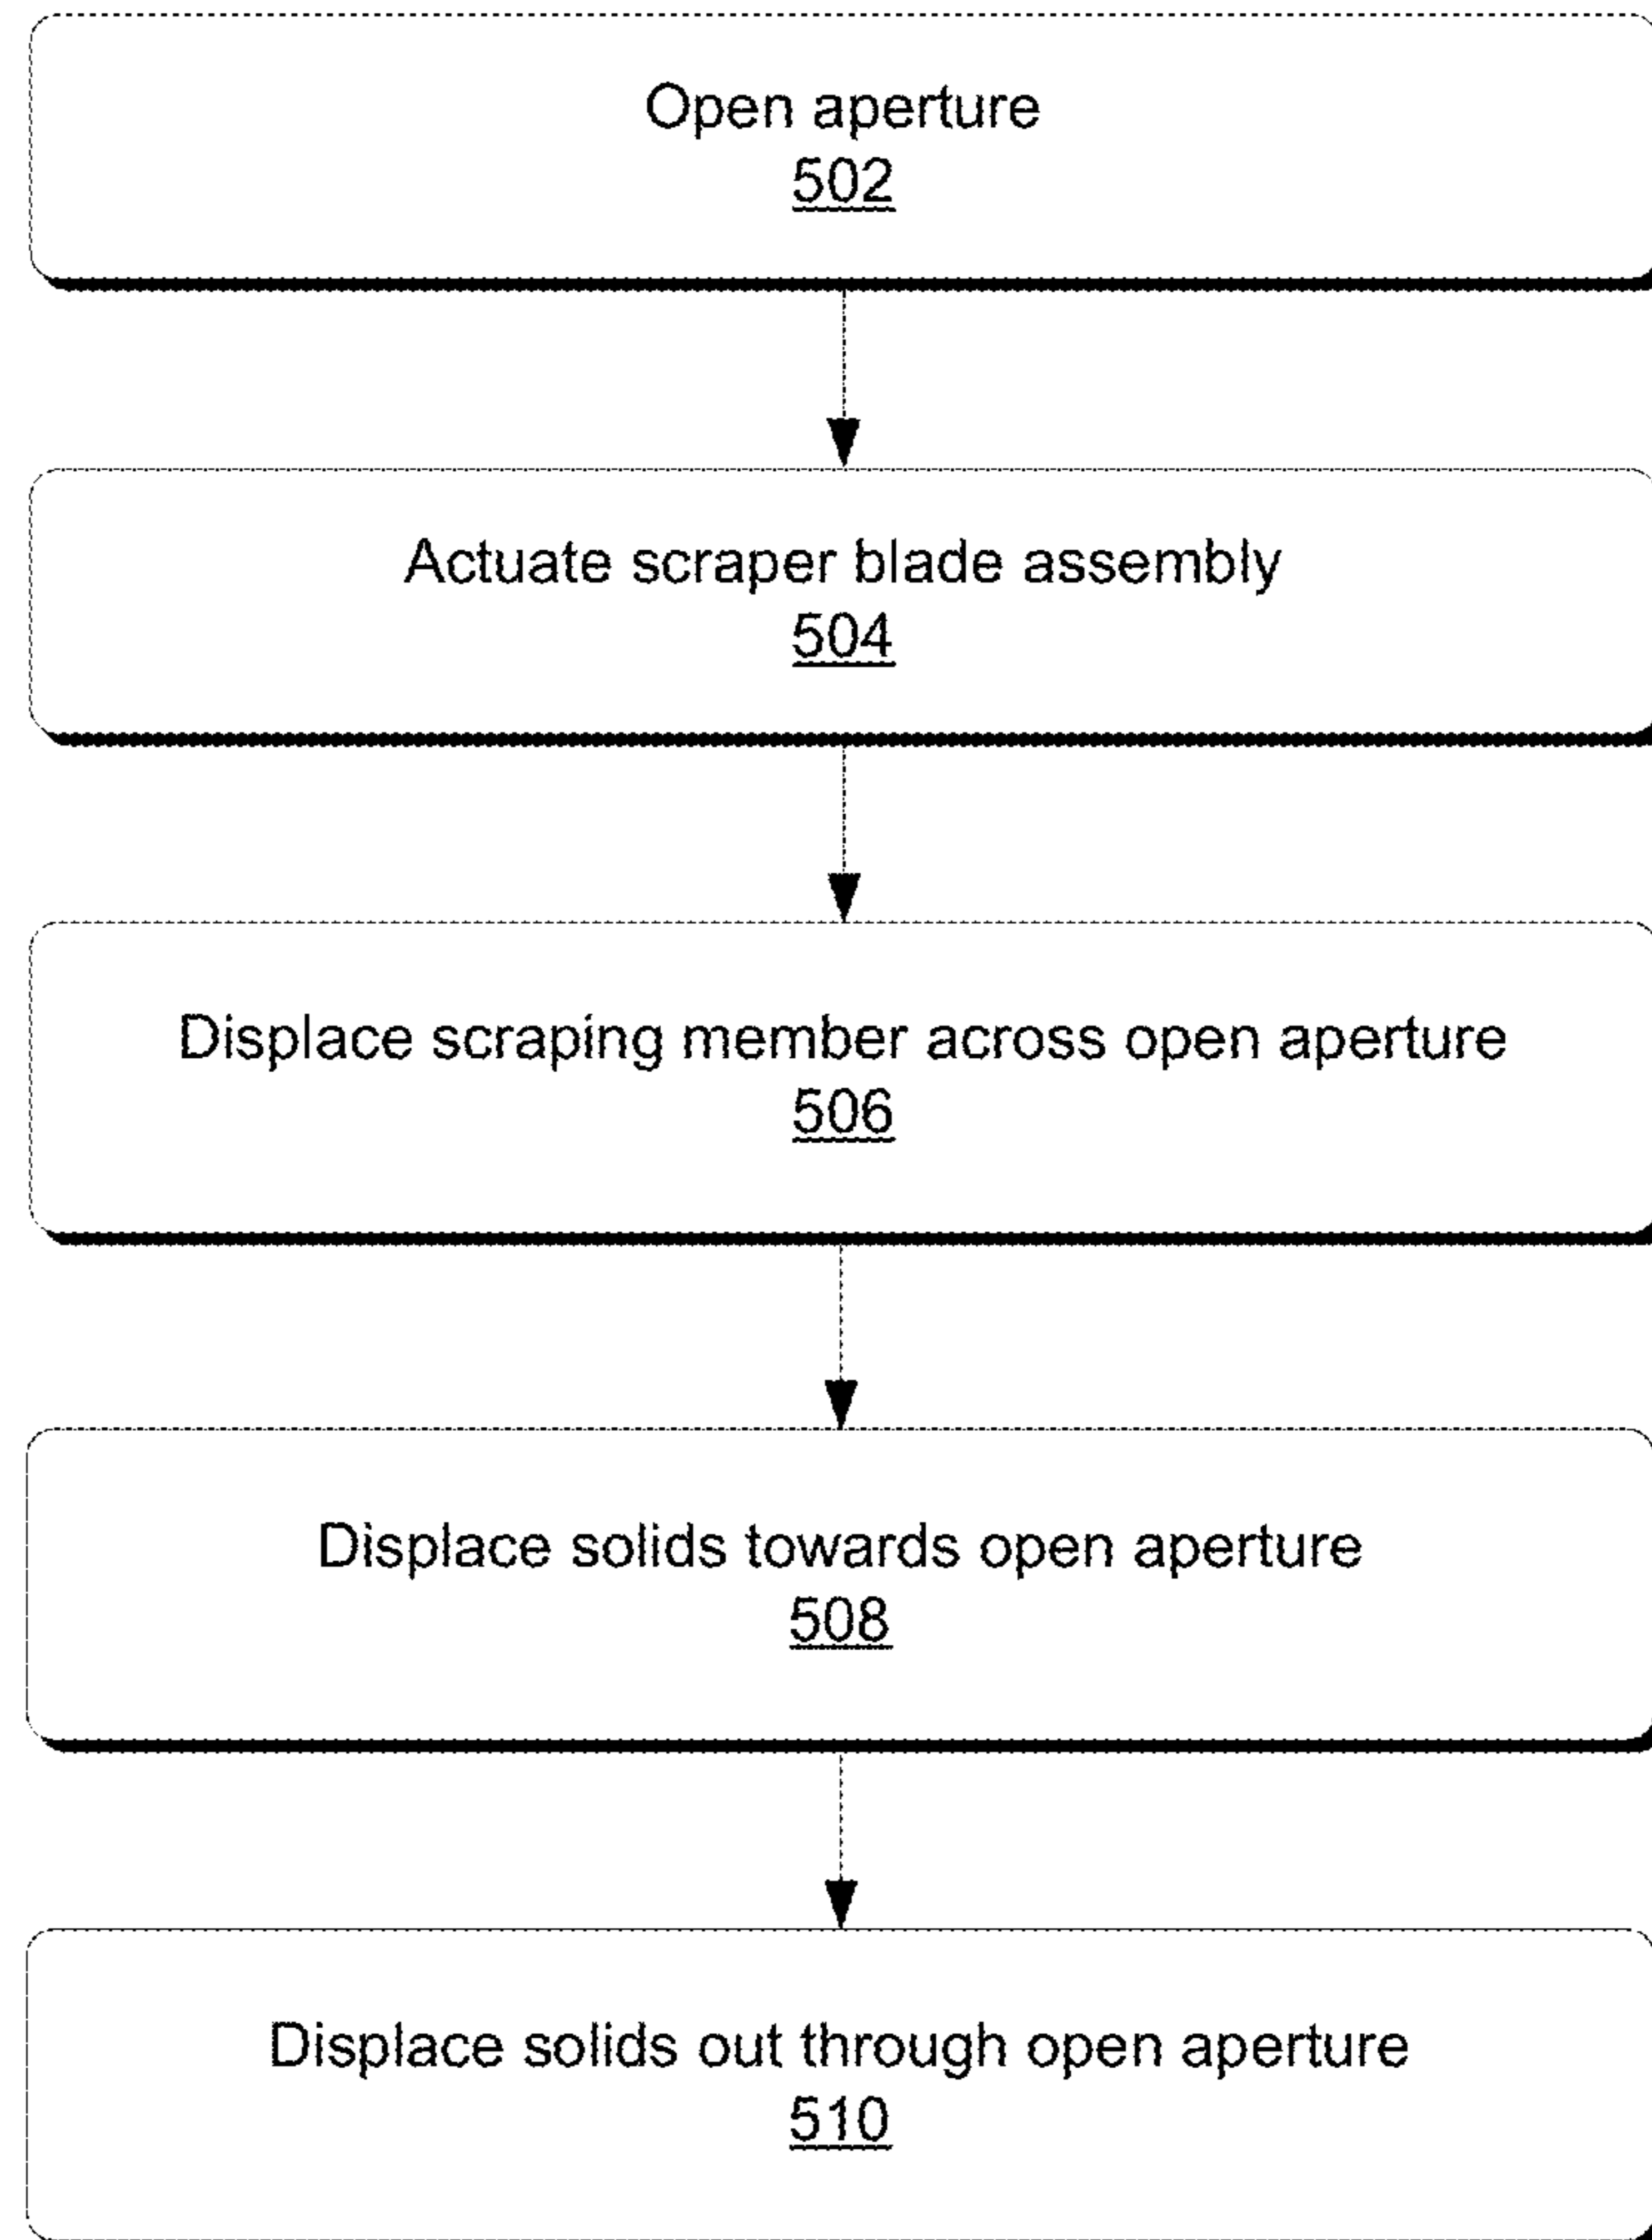 Open aperture
502
Actuate scraper blade assembly
504
Displace scraping member across open aperture
506
Displace solids towards open aperture
508
Displace solids out through open aperture
510